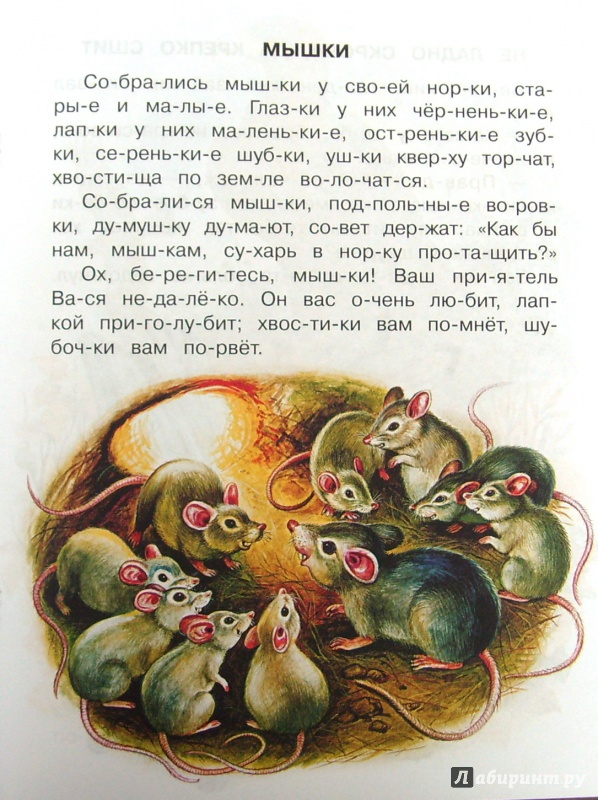 МЫШКИ
Со-бра-лись мыш-ки у сво-ей нор-ки, ста-
ры-е и ма-лы-е. Глаз-ки у них чёр-нень-ки-е,
лап-ки у них ма-лень-ки-е, ост-рень-ки-е зуб-
ки, се-рень-ки-е шуб-ки, уш-ки квер-ху тор-чат,
хво-сти-ща по зем-ле во-ло-чат-ся.
Со-бра-ли-ся мыш-ки, под-поль-ны-е во-ров-
ки, ду-муш-ку ду-ма-ют, со-вет дер-жат: «Как бы
нам, мыш-кам, су-харь в нор-ку про-та-щить?»
Ох, бе-ре-ги-тесь, мыш-ки! Ваш при-я-тель
Ва-ся не-да-лё-ко. Он вас о-чень лю-бит, лап-
кой при-го-лу-бит; хвос-ти-ки вам по-мнёт, шу-
боч-ки вам по-рвёт.
Лабиринт.ру